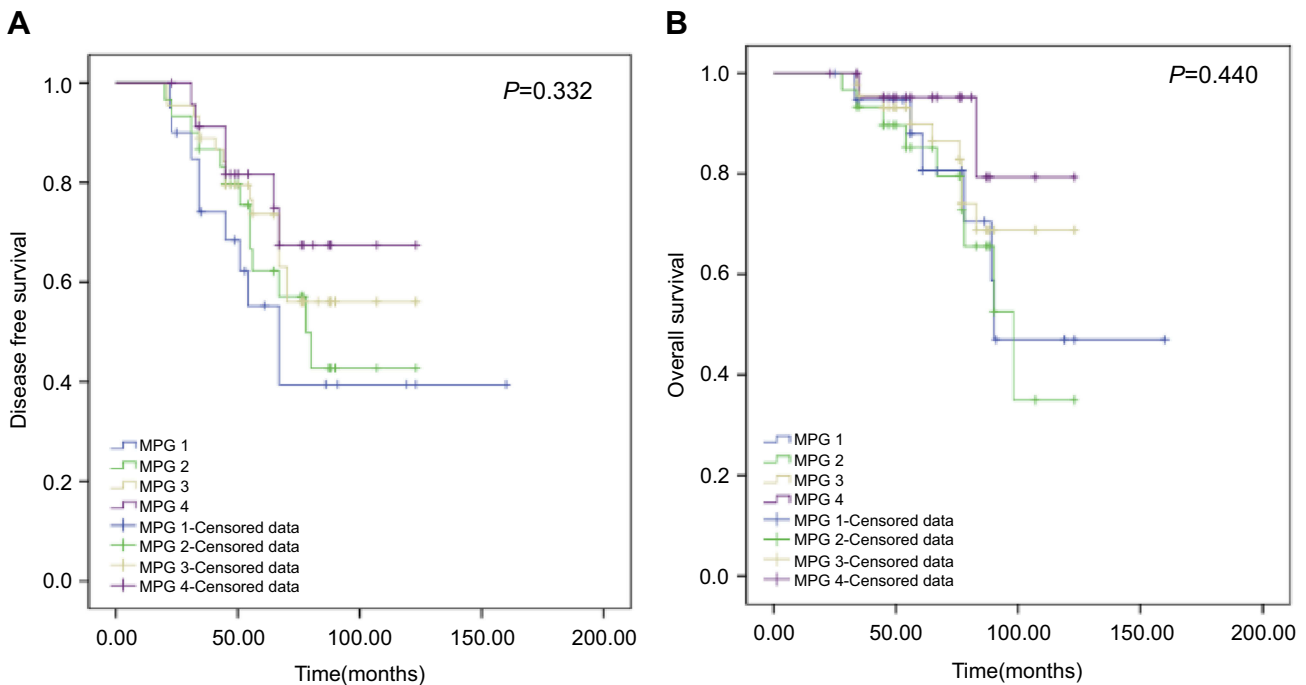 A
P=0.332
Disease free survival
1.0
0.8
0.6
0.4
0.2
0.0
MPG 1
MPG 2
MPG 3
MPG 4
MPG 1-Censored data
MPG 2-Censored data
MPG 3-Censored data
MPG 4-Censored data
0.00 50.00 100.00 150.00 200.00
Time(months)
B
P=0.440
Overall survival
1.0
0.8
0.6
0.4
0.2
0.0
MPG 1
MPG 2
MPG 3
MPG 4
MPG 1-Censored data
MPG 2-Censored data
MPG 3-Censored data
MPG 4-Censored data
0.00 50.00 100.00 150.00 200.00
Time(months)